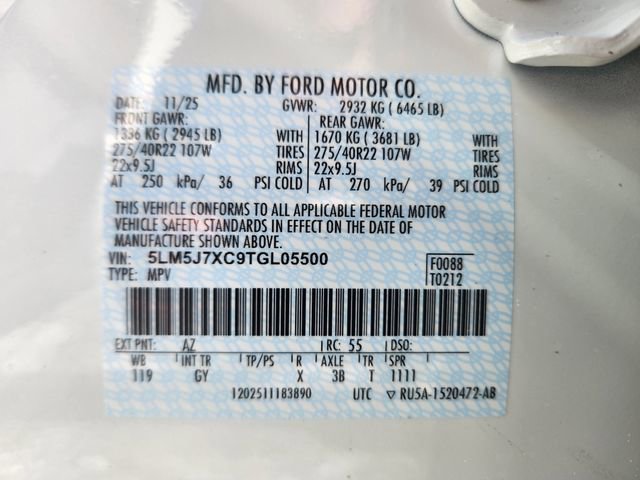 MFD. BY FORD MOTOR CO.
DATE: 11/25 GVWR: 2932 KG ( 6465 LB)
FRONT GAWR: REAR GAWR:
1336 KG ( 2945 LB) WITH 1670 KG ( 3681 LB) WITH
275/40R22 107W TIRES 275/40R22 107W TIRES
22x9.5J RIMS 22x9.5J RIMS
AT 250 kPa/ 36 PSI COLD AT 270 kPa/ 39 PSI COLD
THIS VEHICLE CONFORMS TO ALL APPLICABLE FEDERAL MOTOR
VEHICLE SAFETY STANDARDS IN EFFECT ON THE DATE OF
MANUFACTURE SHOWN ABOVE.
VIN: 5LM5J7XC9TGL05500 F0088
TYPE: MPV T0212
EXT PNT: AZ RC: 55 DSO:
WB INT TR TP/PS R AXLE TR SPR
119 GY X 3B T 1111
1202511183890 UTC ▽ RU5A-1520472-AB